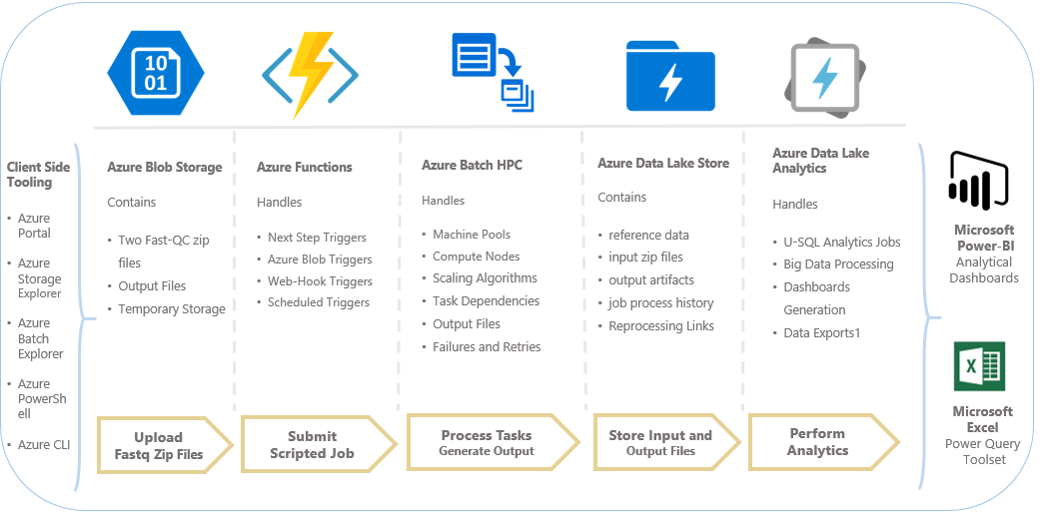 10
01
Client Side
Tooling
• Azure
Portal
• Azure
Storage
Explorer
• Azure
Batch
Explorer
• Azure
PowerSh
ell
• Azure CLI
Azure Blob Storage
Contains
• Two Fast-QC zip
files
• Output Files
• Temporary Storage
Azure Functions
Handles
• Next Step Triggers
• Azure Blob Triggers
• Web-Hook Triggers
• Scheduled Triggers
Azure Batch HPC
Handles
• Machine Pools
• Compute Nodes
• Scaling Algorithms
• Task Dependencies
• Output Files
• Failures and Retries
Azure Data Lake Store
Contains
• reference data
• input zip files
• output artifacts
• job process history
• Reprocessing Links
Azure Data Lake
Analytics
Handles
• U-SQL Analytics Jobs
• Big Data Processing
• Dashboards
Generation
• Data Exports1
Upload
Fastq Zip Files
Submit
Scripted Job
Process Tasks
Generate Output
Store Input and
Output Files
Perform
Analytics
Microsoft
Power-BI
Analytical
Dashboards
X
Microsoft
Excel
Power Query
Toolset